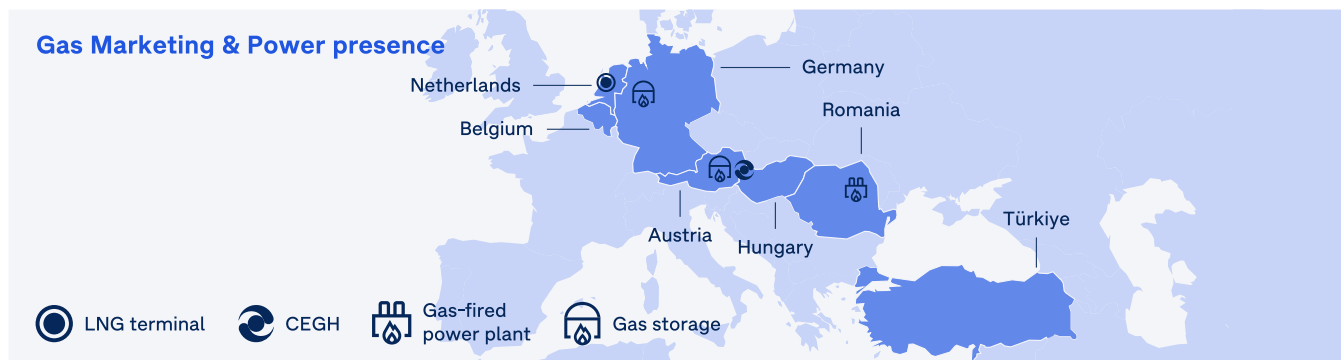 Gas Marketing & Power presence
Netherlands
Germany
Romania
Belgium
Türkiye
Austria
Hungary
LNG terminal
CEGH
Gas-fired
power plant
Gas storage